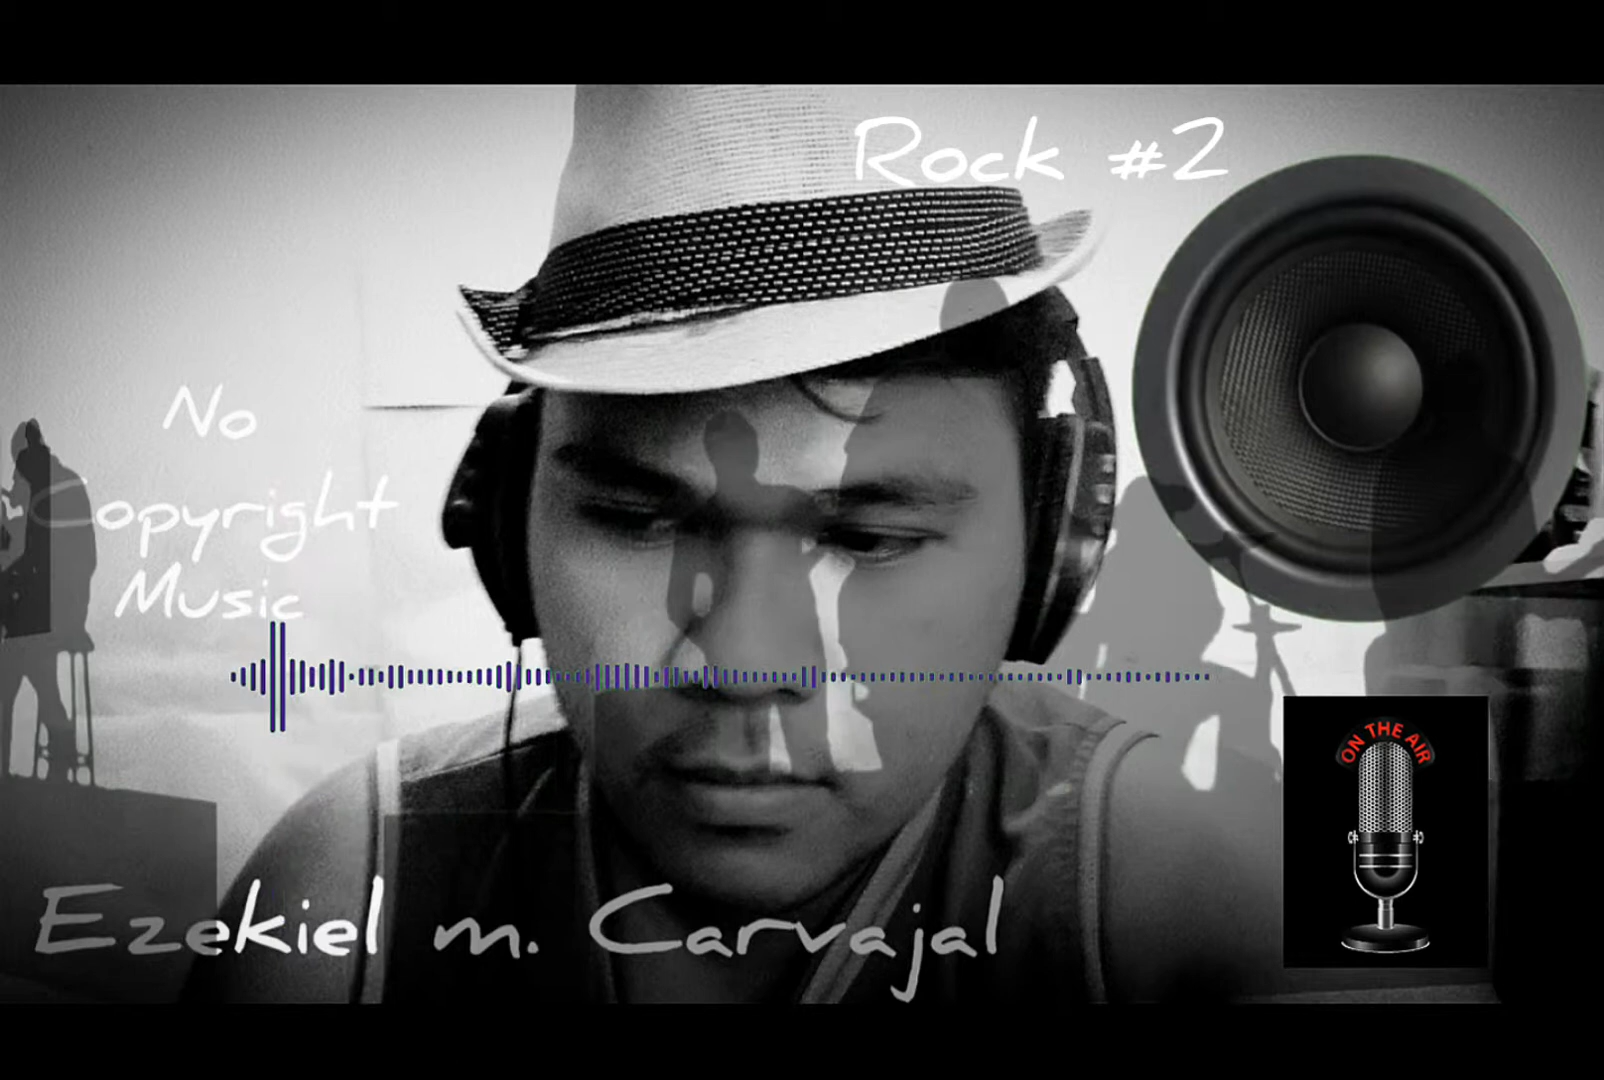 Rock #2
No
Copyright
Music
ON THE AIR
Ezekiel m. Carvajal